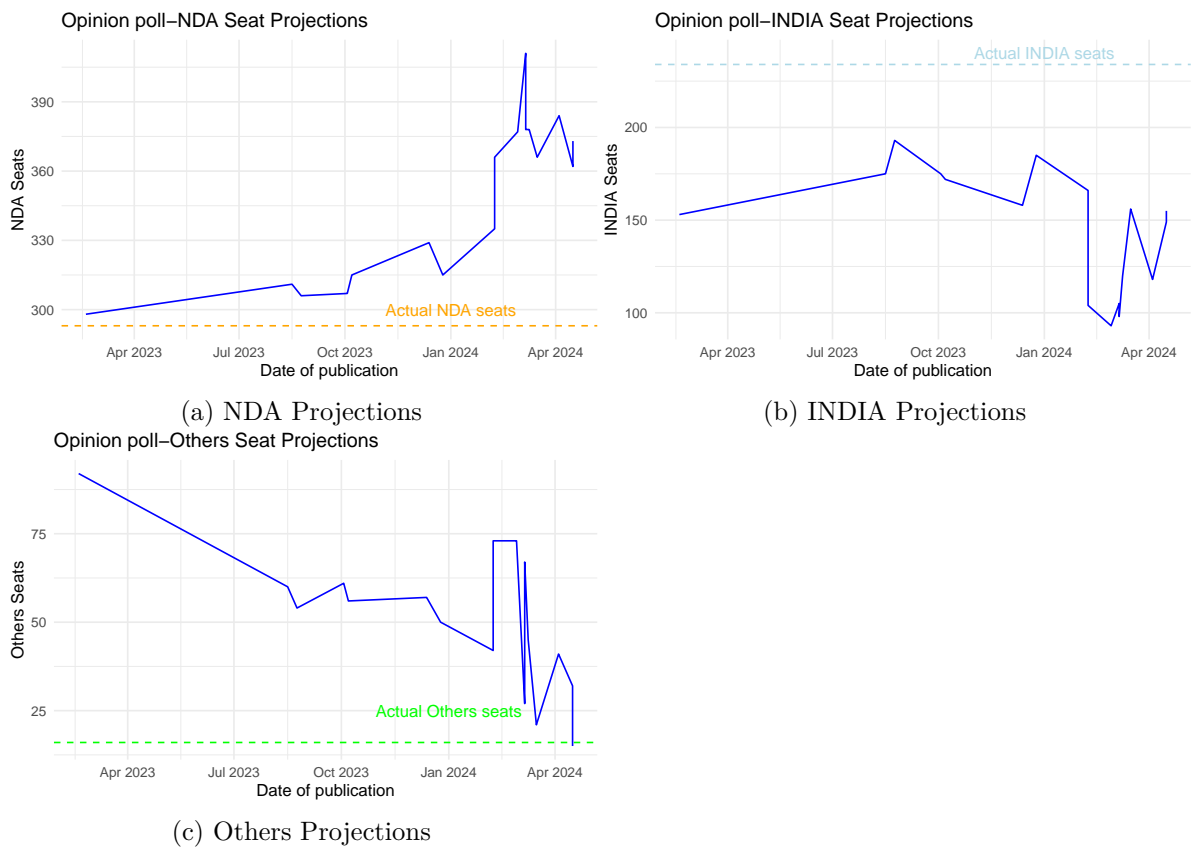 Opinion poll–NDA Seat Projections
390
360
330
300
NDA Seats
Actual NDA seats
Apr 2023 Jul 2023 Oct 2023 Jan 2024 Apr 2024
Date of publication
(a) NDA Projections
Opinion poll–INDIA Seat Projections
Actual INDIA seats
200
150
100
INDIA Seats
Apr 2023 Jul 2023 Oct 2023 Jan 2024 Apr 2024
Date of publication
(b) INDIA Projections
Opinion poll–Others Seat Projections
75
50
25
Others Seats
Actual Others seats
Apr 2023 Jul 2023 Oct 2023 Jan 2024 Apr 2024
Date of publication
(c) Others Projections